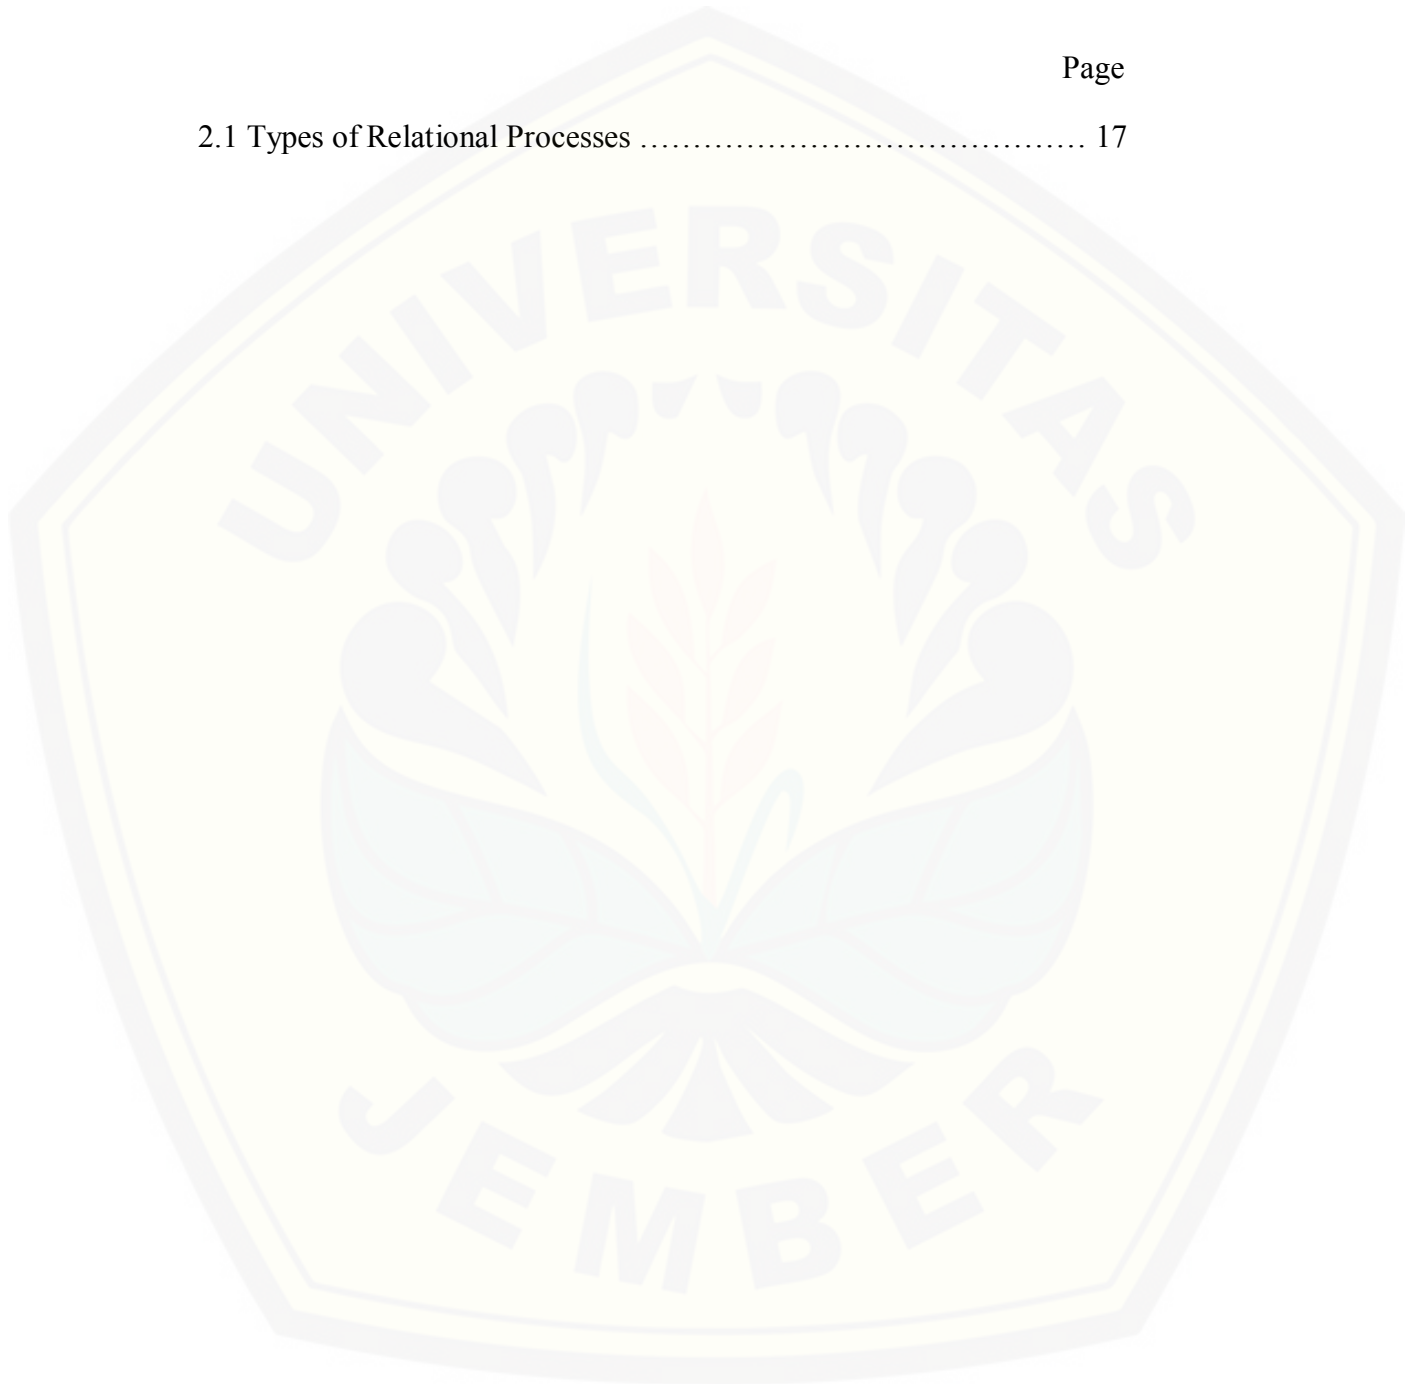 Page
2.1 Types of Relational Processes ……………………………………… 17
UNIVERSITAS
JEMBER